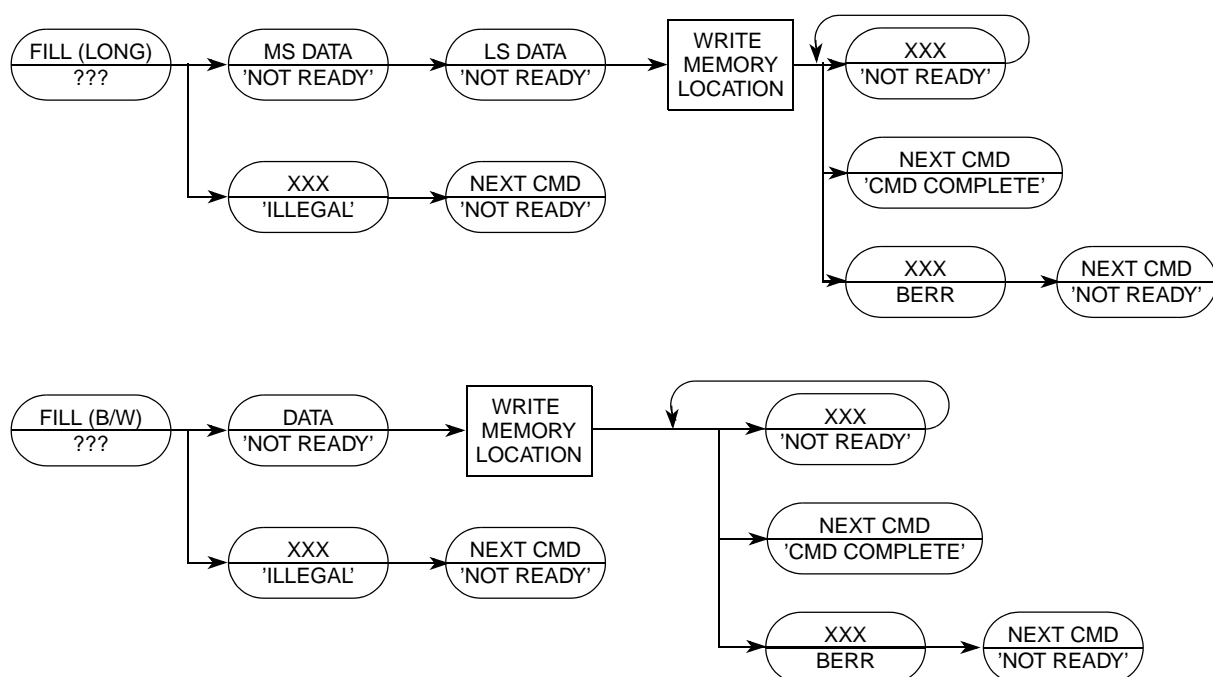 FILL (LONG)
???
MS DATA
'NOT READY'
LS DATA
'NOT READY'
WRITE
MEMORY
LOCATION
XXX
'NOT READY'
NEXT CMD
'CMD COMPLETE'
XXX
BERR
NEXT CMD
'NOT READY'
XXX
'ILLEGAL'
NEXT CMD
'NOT READY'
FILL (B/W)
???
DATA
'NOT READY'
WRITE
MEMORY
LOCATION
XXX
'NOT READY'
NEXT CMD
'CMD COMPLETE'
XXX
BERR
NEXT CMD
'NOT READY'
XXX
'ILLEGAL'
NEXT CMD
'NOT READY'